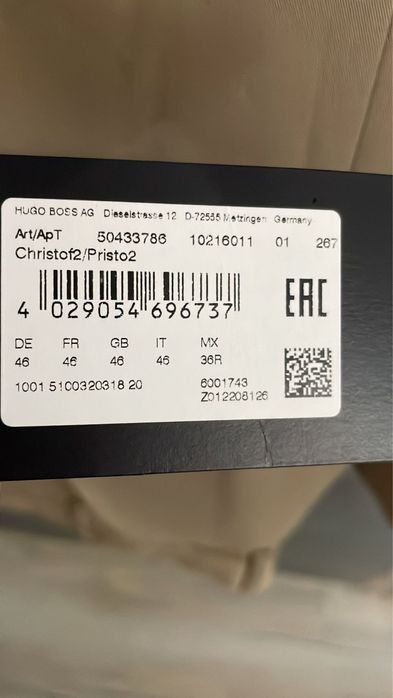 HUGO BOSS AG Dieselstrasse 12 D-72555 Metzingen Germany
Art/ApT 50433786 10216011 01 267
Christof2/Pristo2
4 029054 696737
EAC
DE FR GB IT MX
46 46 46 46 36R
1001 5100320318 20 6001743
Z012208126